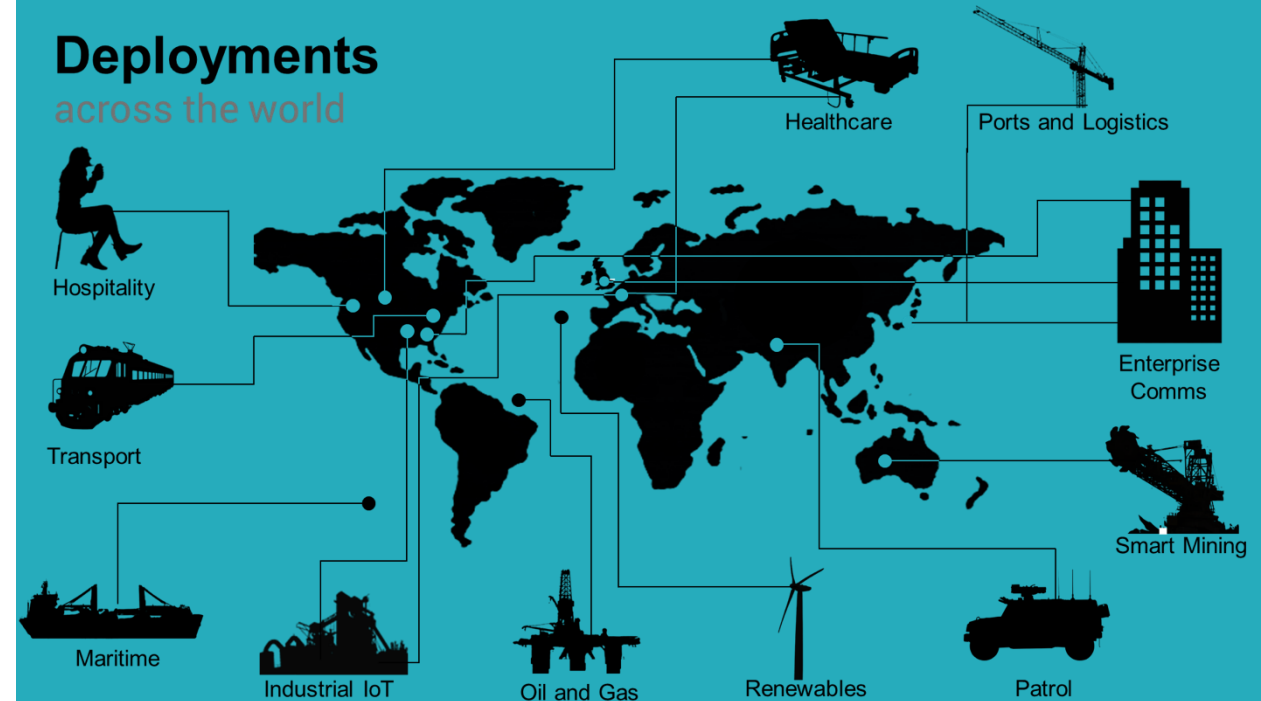 Deployments
across the world
Healthcare
Ports and Logistics
Hospitality
Enterprise
Comms
Transport
Smart Mining
Maritime
Industrial IoT
Oil and Gas
Renewables
Patrol